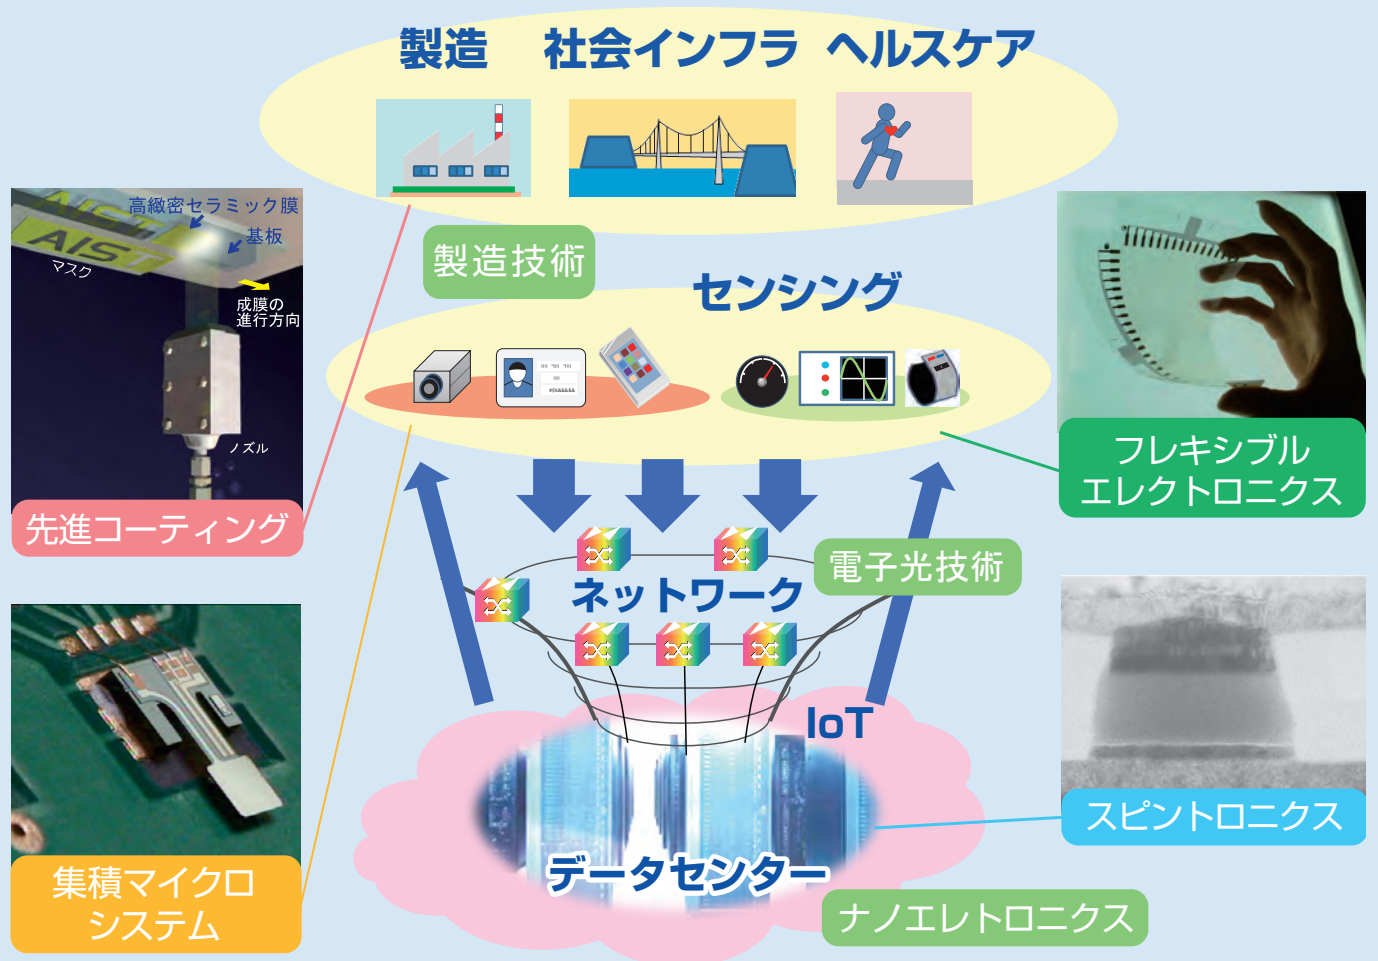 製造 社会インフラ ヘルスケア
高緻密セラミック膜
基板
AIST
AIST
マスク
成膜の
進行方向
ノズル
先進コーティング
製造技術
センシング
フレキシブル
エレクトロニクス
電子光技術
ネットワーク
IoT
集積マイクロ
システム
スピントロニクス
データセンター
ナノエレトロニクス